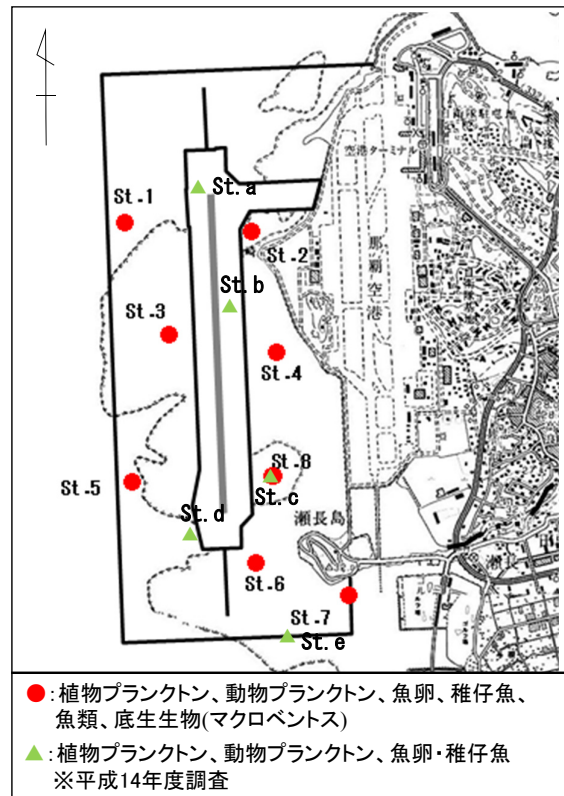 空港ターミナル
St.a
St.1
St.2
那覇空港
St.b
St.3
St.4
St.8
St.c
St.5
St.d
瀬長島
St.6
St.7
St.e
●:植物プランクトン、動物プランクトン、魚卵、稚仔魚、
魚類、底生生物(マクロベントス)
▲:植物プランクトン、動物プランクトン、魚卵・稚仔魚
※平成14年度調査